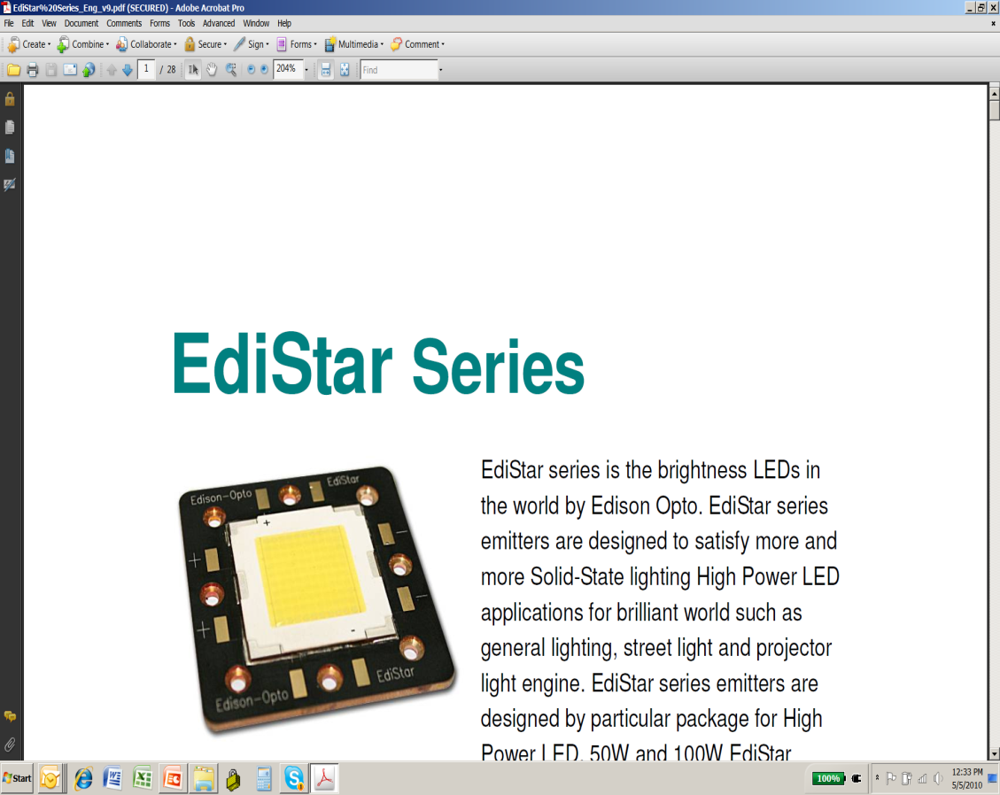 EdiStar%20Series_Eng_v9.pdf (SECURED) - Adobe Acrobat Pro
File Edit View Document Comments Forms Tools Advanced Window Help
Create Combine Collaborate Secure Sign Forms Multimedia Comment
1 / 28 204% Find
EdiStar Series
Edison-Opto EdiStar
+
-
+
-
+
-
Edison-Opto EdiStar
EdiStar series is the brightness LEDs in
the world by Edison Opto. EdiStar series
emitters are designed to satisfy more and
more Solid-State lighting High Power LED
applications for brilliant world such as
general lighting, street light and projector
light engine. EdiStar series emitters are
designed by particular package for High
Power LED. 50W and 100W EdiStar
Start
100%
12:33 PM
5/5/2010